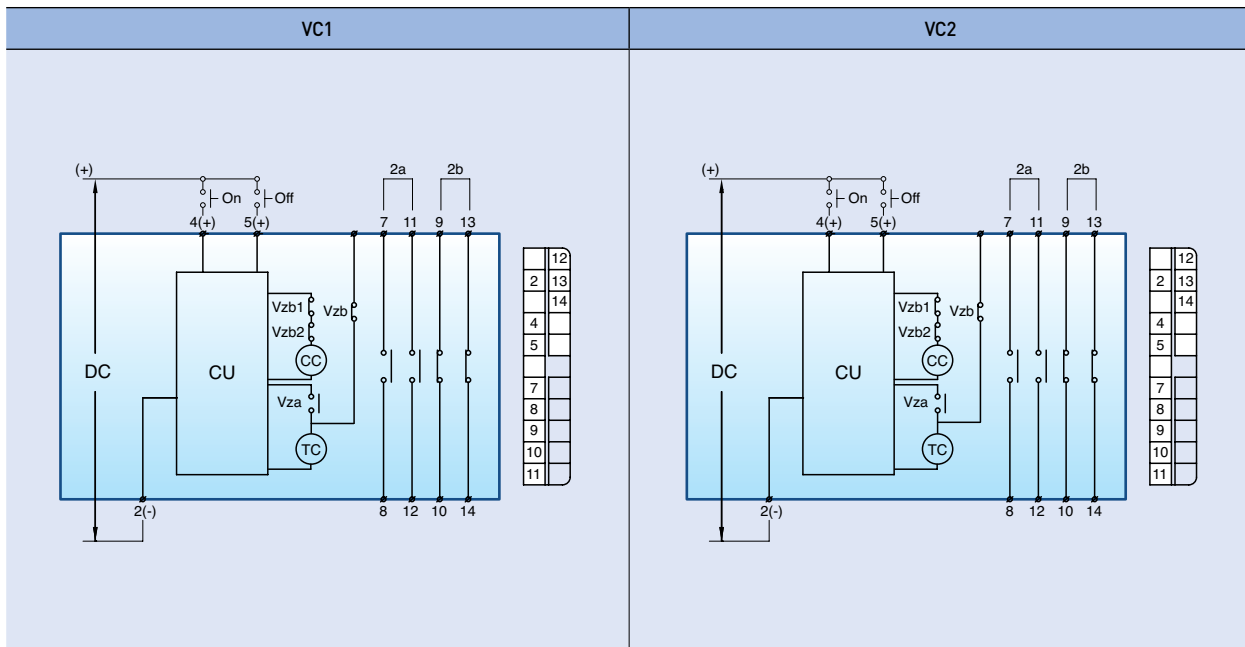 VC1
VC2
(+) 2a 2b
On Off
4(+) 5(+) 7 11 9 13
Vzb1 Vzb
Vzb2
CC
DC CU
Vza
TC
2(-) 8 12 10 14
12
2 13
14
4
5
7
8
9
10
11
(+) 2a 2b
On Off
4(+) 5(+) 7 11 9 13
Vzb1 Vzb
Vzb2
CC
DC CU
Vza
TC
2(-) 8 12 10 14
12
2 13
14
4
5
7
8
9
10
11